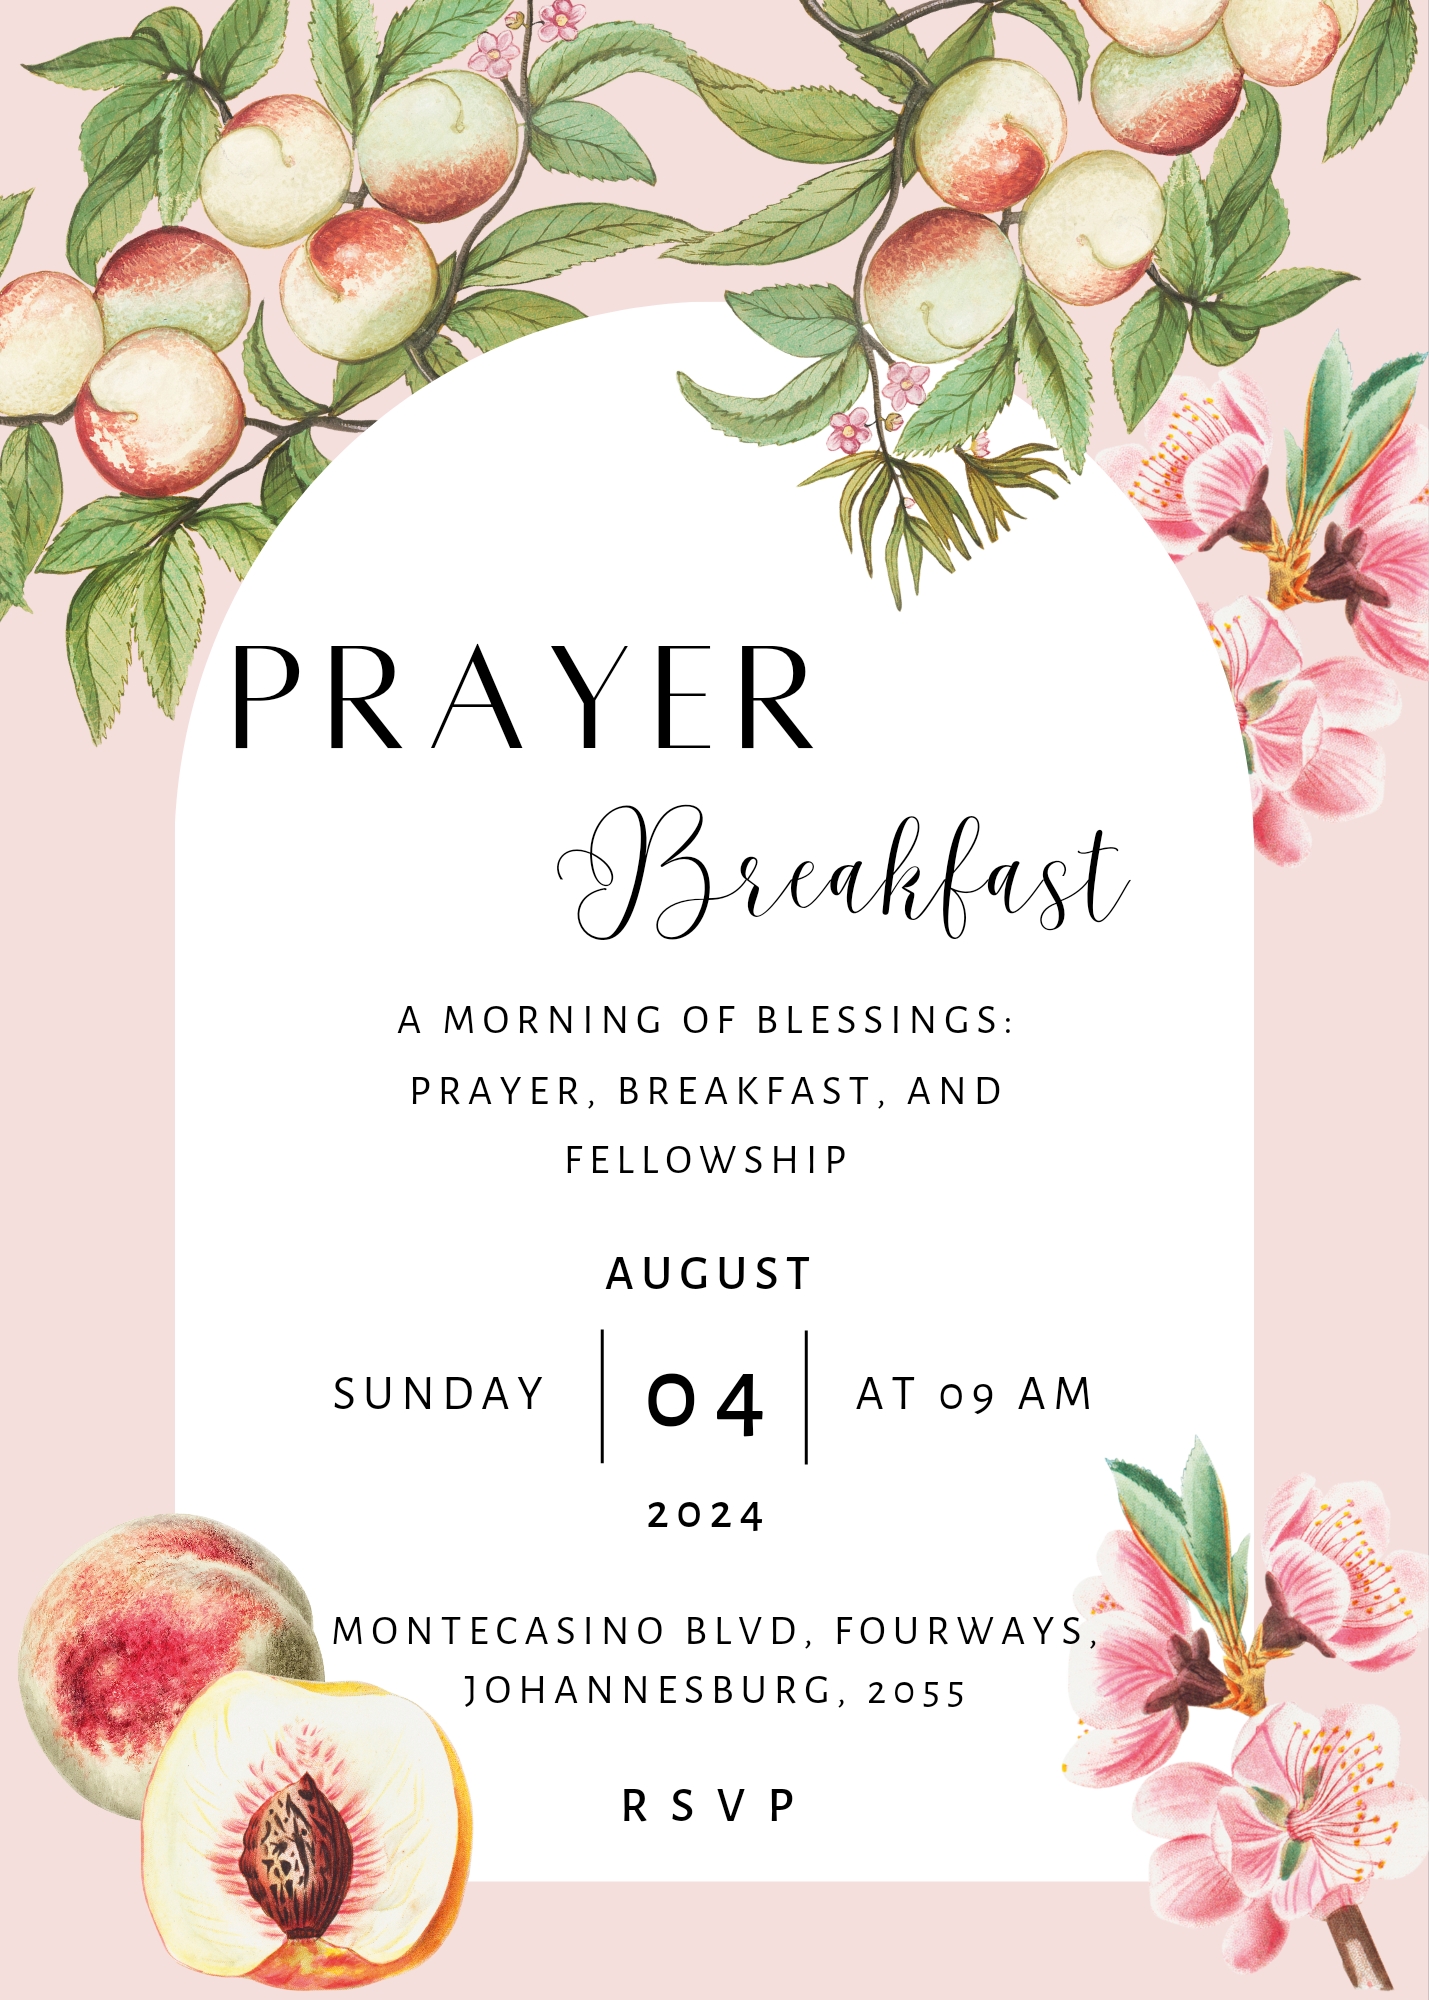 PRAYER
Breakfast
A MORNING OF BLESSINGS:
PRAYER, BREAKFAST, AND
FELLOWSHIP
AUGUST
SUNDAY 04 AT 09 AM
2024
MONTECASINO BLVD, FOURWAYS,
JOHANNESBURG, 2055
RSVP